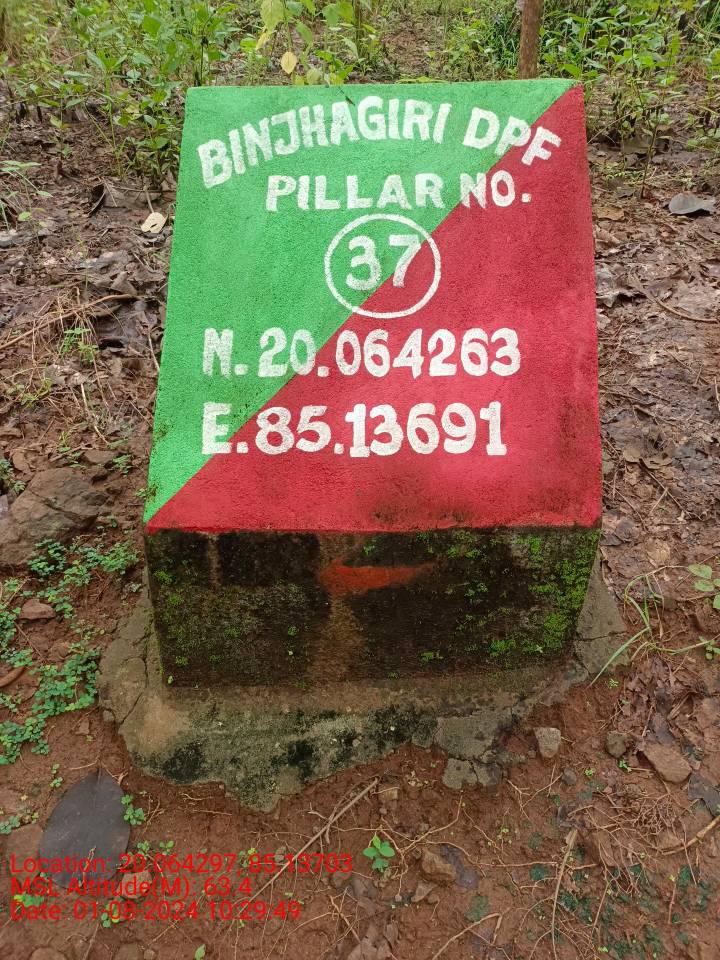 BINJHAGIRI DPF
PILLAR NO.
37
N. 20.064263
E. 85.13691
Location: 20.064297, 85.13703
MSL Altitude(M): 63.4
Date: 01-08-2024 10:29:49